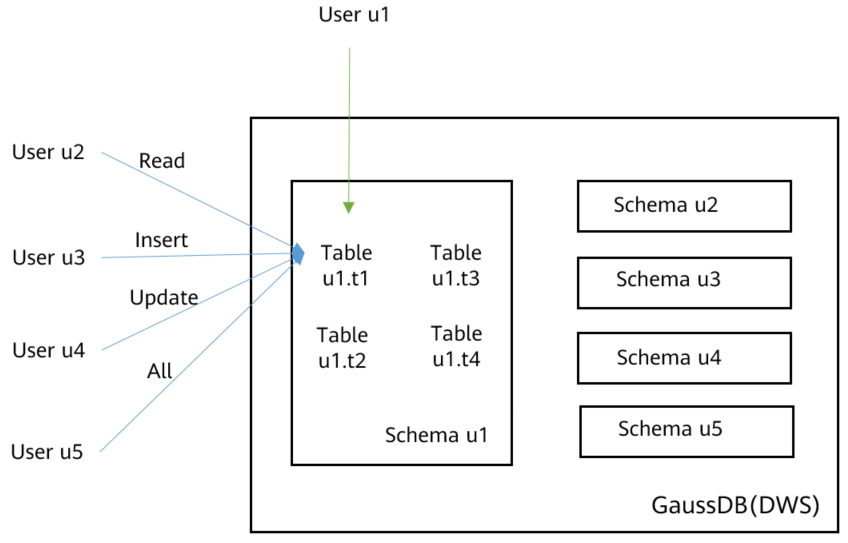 User u1
User u2
Read
User u3
Insert
Update
User u4
All
User u5
Table
u1.t1
Table
u1.t3
Table
u1.t2
Table
u1.t4
Schema u1
Schema u2
Schema u3
Schema u4
Schema u5
GaussDB(DWS)